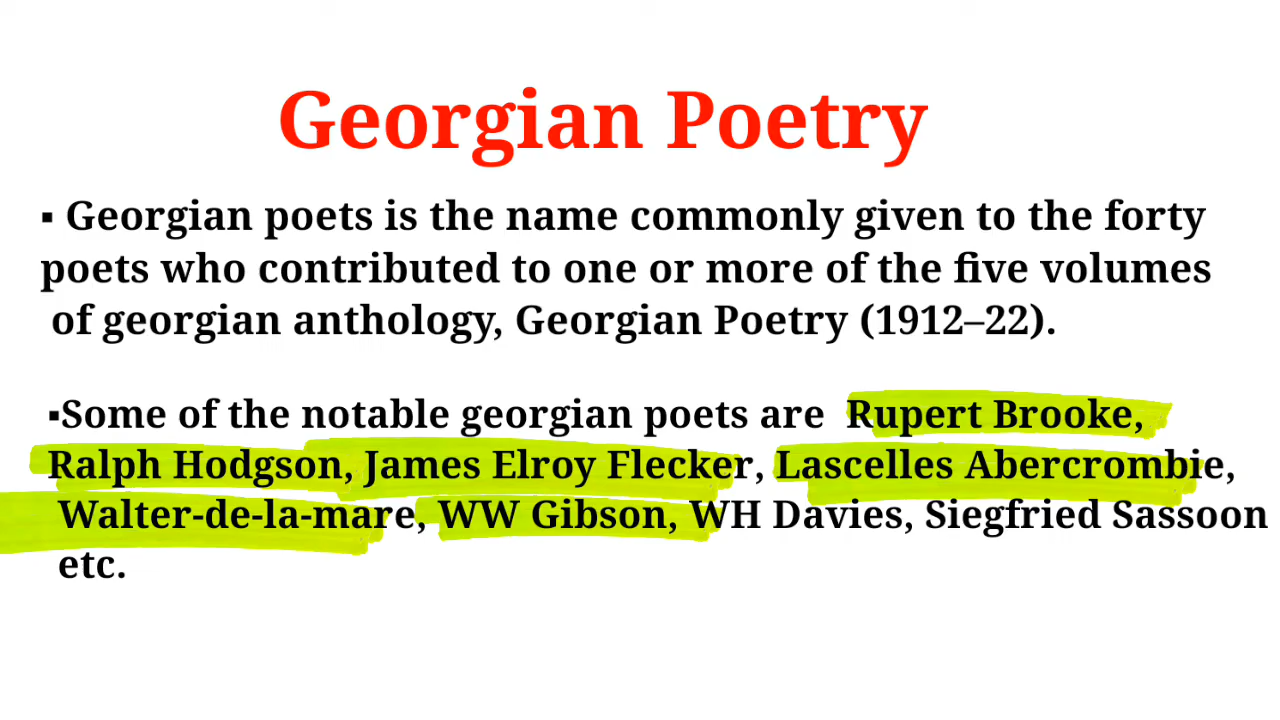 Georgian Poetry
▪ Georgian poets is the name commonly given to the forty
poets who contributed to one or more of the five volumes
of georgian anthology, Georgian Poetry (1912–22).
▪Some of the notable georgian poets are Rupert Brooke,
Ralph Hodgson, James Elroy Flecker, Lascelles Abercrombie,
Walter-de-la-mare, WW Gibson, WH Davies, Siegfried Sassoon
etc.